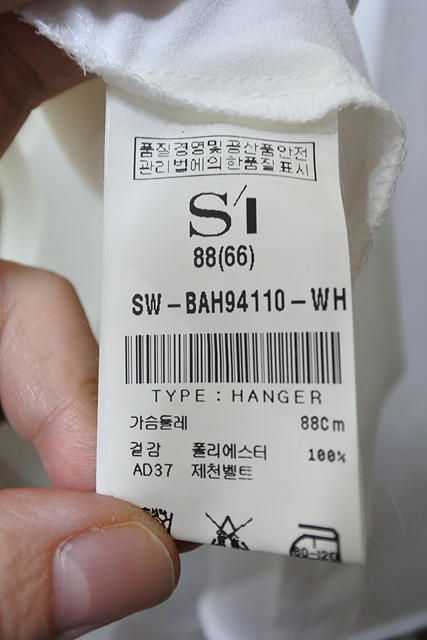 품질경영및공산품안전
관리법에의한품질표시
S/I
88(66)
SW-BAH94110-WH
TYPE : HANGER
가슴둘레 88Cm
겉감 폴리에스터 100%
AD37 제천벨트
80-120